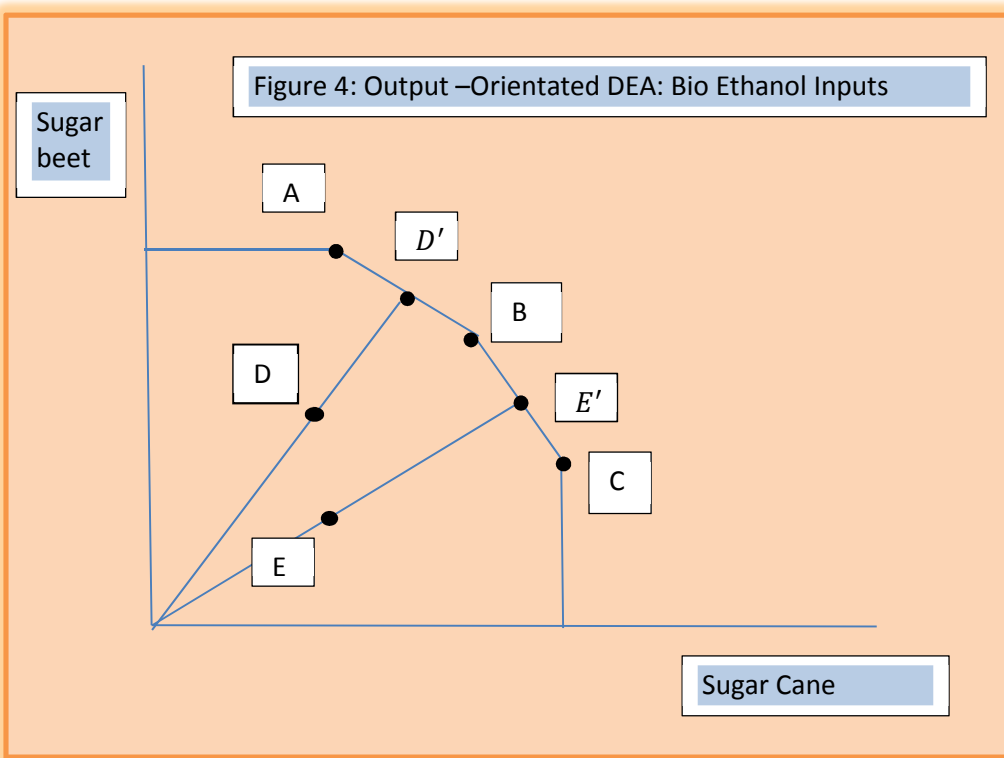 Figure 4: Output –Orientated DEA: Bio Ethanol Inputs
Sugar
beet
A
D′
B
D
E′
C
E
Sugar Cane